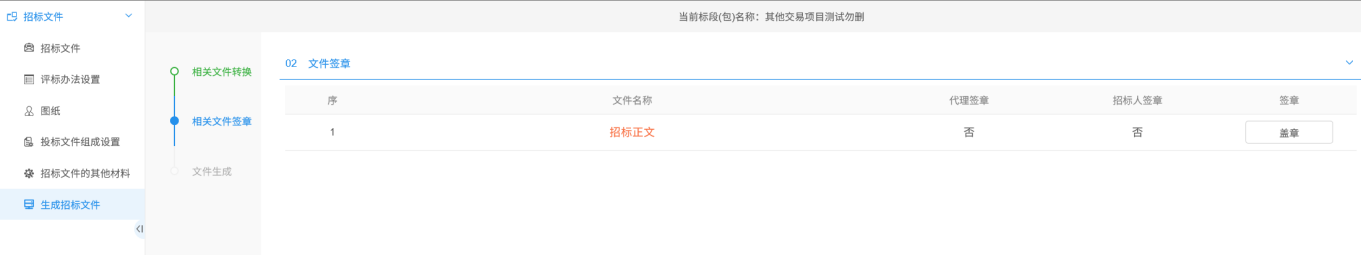 招标文件
招标文件
评标办法设置
图纸
投标文件组成设置
招标文件的其他材料
生成招标文件
当前标段(包)名称：其他交易项目测试勿删
相关文件转换
相关文件签章
文件生成
02 文件签章
序 文件名称 代理签章 招标人签章 签章
1 招标正文 否 否 盖章